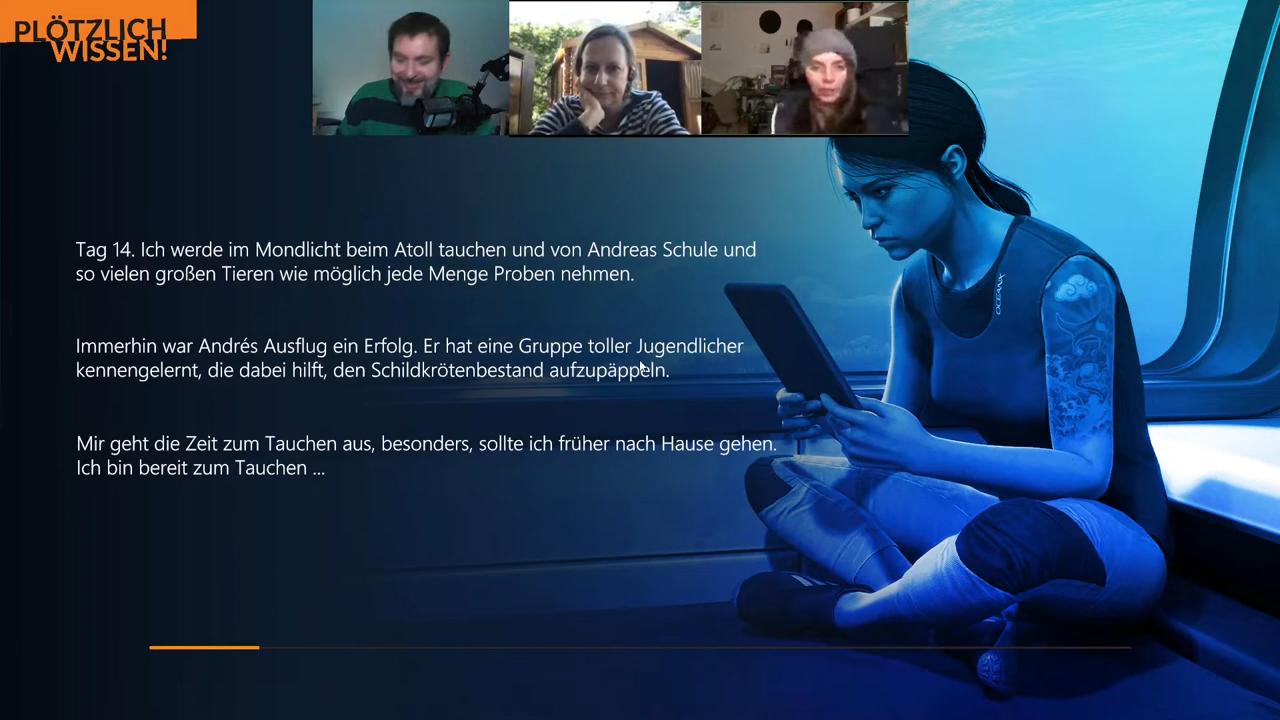 PLÖTZLICH
WISSEN!
Tag 14. Ich werde im Mondlicht beim Atoll tauchen und von Andreas Schule und
so vielen großen Tieren wie möglich jede Menge Proben nehmen.
OCEANX
Immerhin war Andrés Ausflug ein Erfolg. Er hat eine Gruppe toller Jugendlicher
kennengelernt, die dabei hilft, den Schildkrötenbestand aufzupäppeln.
Mir geht die Zeit zum Tauchen aus, besonders, sollte ich früher nach Hause gehen.
Ich bin bereit zum Tauchen ...